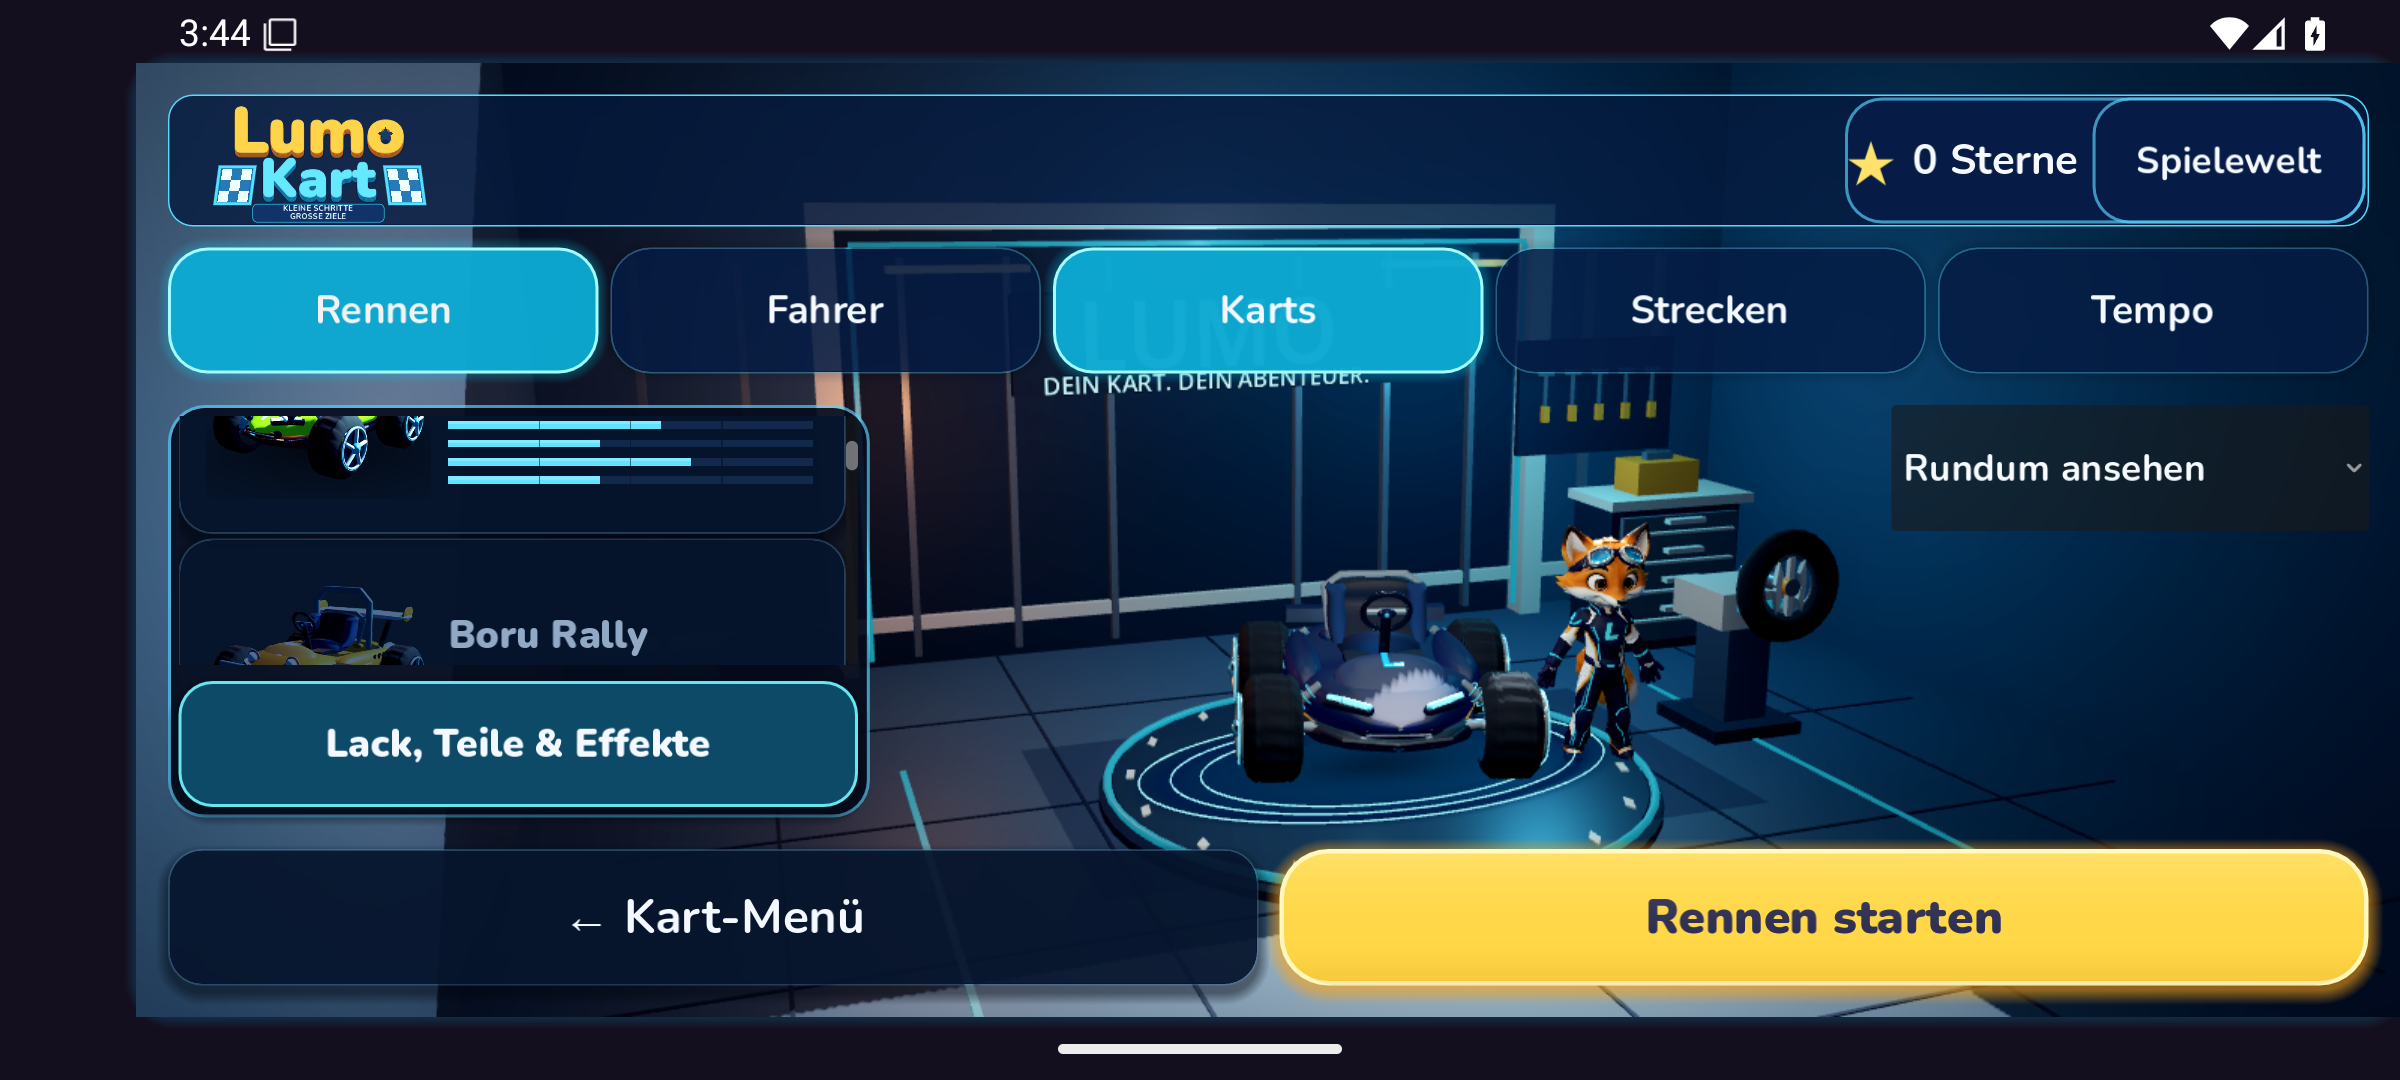 3:44
Lumo
Kart
KLEINE SCHRITTE
GROSSE ZIELE
0 Sterne
Spielewelt
Rennen
Fahrer
Karts
Strecken
Tempo
LUMO
DEIN KART. DEIN ABENTEUER.
Rundum ansehen
Boru Rally
Lack, Teile & Effekte
← Kart-Menü
Rennen starten
L
L